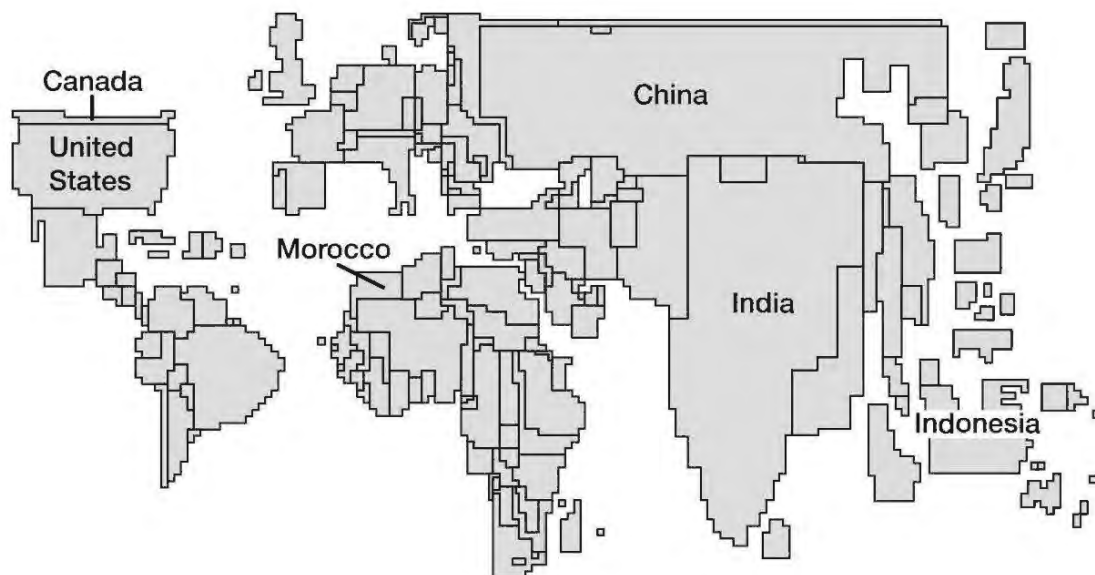 Canada
United
States
China
Morocco
India
Indonesia